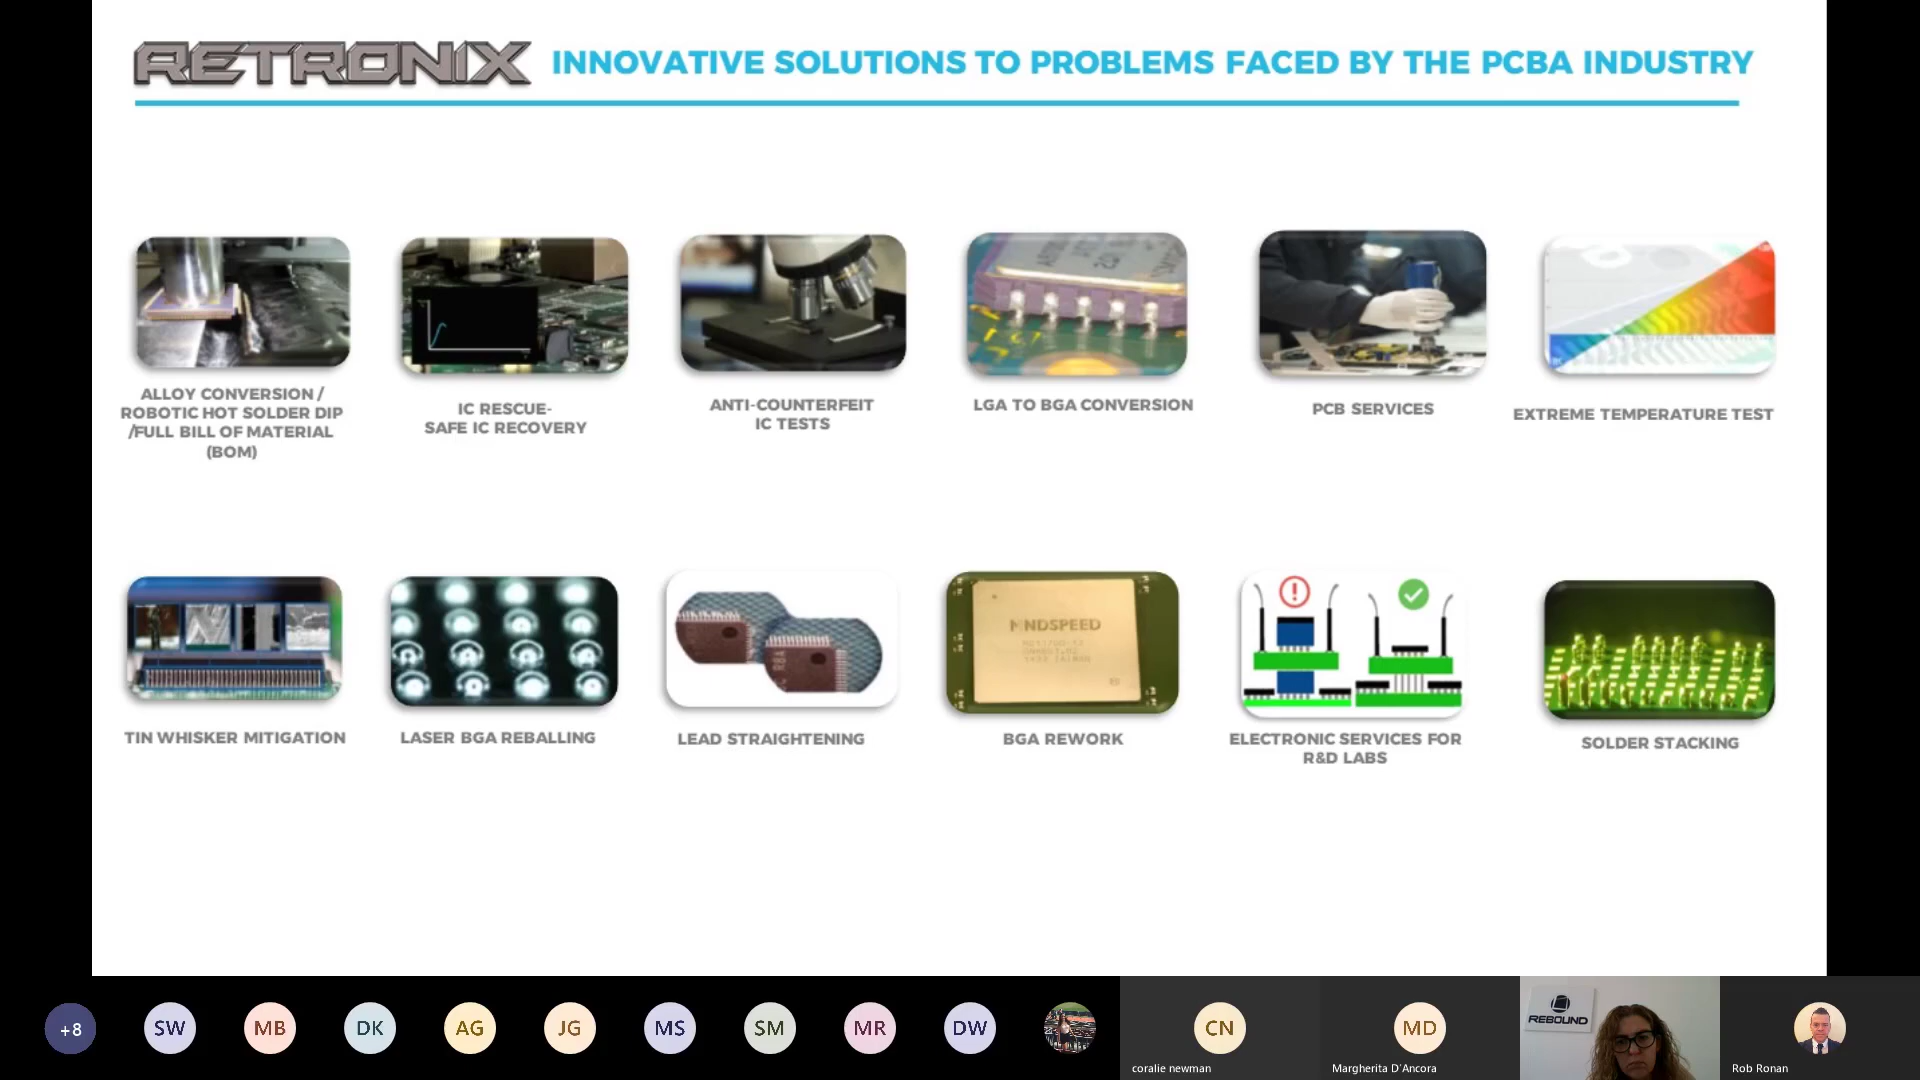 RETRONIX INNOVATIVE SOLUTIONS TO PROBLEMS FACED BY THE PCBA INDUSTRY
ALLOY CONVERSION /
ROBOTIC HOT SOLDER DIP
/FULL BILL OF MATERIAL
(BOM)
IC RESCUE-
SAFE IC RECOVERY
ANTI-COUNTERFEIT
IC TESTS
LGA TO BGA CONVERSION
PCB SERVICES
EXTREME TEMPERATURE TEST
MINDSPEED
TIN WHISKER MITIGATION
LASER BGA REBALLING
LEAD STRAIGHTENING
BGA REWORK
ELECTRONIC SERVICES FOR
R&D LABS
SOLDER STACKING
+8
SW
MB
DK
AG
JG
MS
SM
MR
DW
CN
coralie newman
MD
Margherita D'Ancora
REBOUND
Rob Ronan